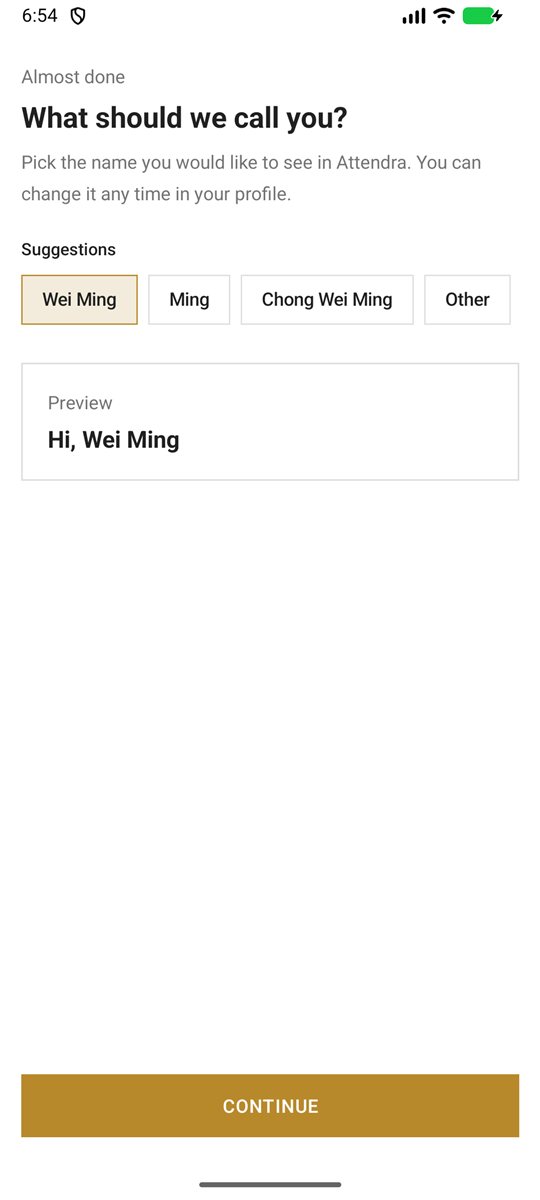 6:54
Almost done
What should we call you?
Pick the name you would like to see in Attendra. You can
change it any time in your profile.
Suggestions
Wei Ming
Ming
Chong Wei Ming
Other
Preview
Hi, Wei Ming
CONTINUE